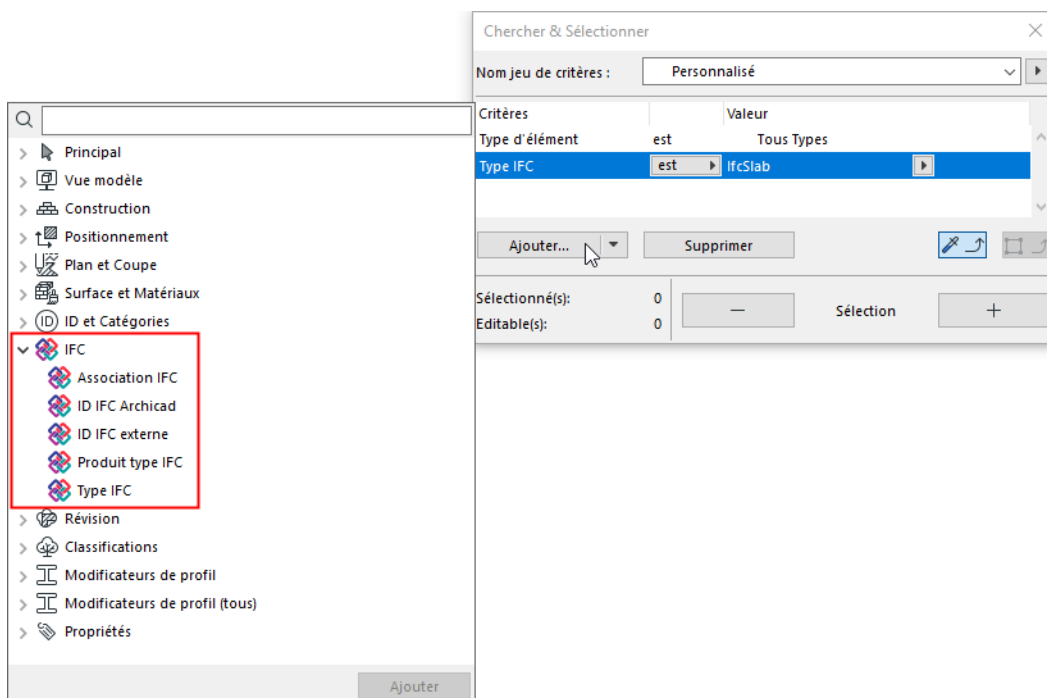 Chercher & Sélectionner
Nom jeu de critères : Personnalisé
Critères Valeur
Type d'élément est Tous Types
Type IFC est IfcSlab
Ajouter... Supprimer
Sélectionné(s): 0
Editable(s): 0
Sélection
Principal
Vue modèle
Construction
Positionnement
Plan et Coupe
Surface et Matériaux
ID ID et Catégories
IFC
Association IFC
ID IFC Archicad
ID IFC externe
Produit type IFC
Type IFC
Révision
Classifications
Modificateurs de profil
Modificateurs de profil (tous)
Propriétés
Ajouter